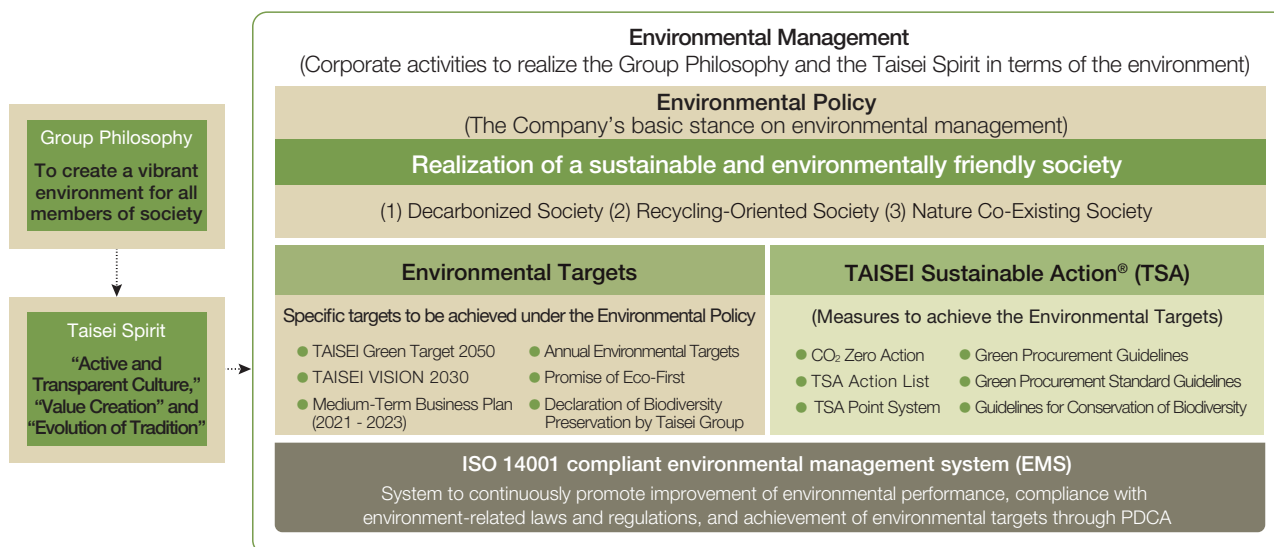 Group Philosophy
To create a vibrant
environment for all
members of society
Taisei Spirit
“Active and
Transparent Culture,”
“Value Creation” and
“Evolution of Tradition”
Environmental Management
(Corporate activities to realize the Group Philosophy and the Taisei Spirit in terms of the environment)
Environmental Policy
(The Company’s basic stance on environmental management)
Realization of a sustainable and environmentally friendly society
(1) Decarbonized Society (2) Recycling-Oriented Society (3) Nature Co-Existing Society
Environmental Targets
Specific targets to be achieved under the Environmental Policy
● TAISEI Green Target 2050
● TAISEI VISION 2030
● Medium-Term Business Plan
(2021 - 2023)
● Annual Environmental Targets
● Promise of Eco-First
● Declaration of Biodiversity
Preservation by Taisei Group
TAISEI Sustainable Action® (TSA)
(Measures to achieve the Environmental Targets)
● CO₂ Zero Action
● TSA Action List
● TSA Point System
● Green Procurement Guidelines
● Green Procurement Standard Guidelines
● Guidelines for Conservation of Biodiversity
ISO 14001 compliant environmental management system (EMS)
System to continuously promote improvement of environmental performance, compliance with
environment-related laws and regulations, and achievement of environmental targets through PDCA